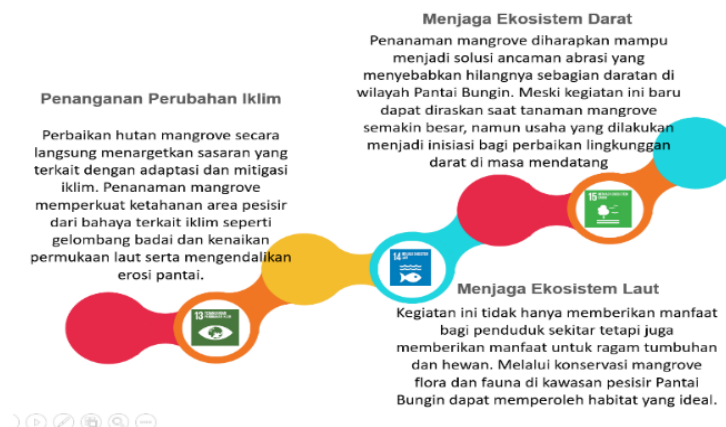 Penanganan Perubahan Iklim
Perbaikan hutan mangrove secara
langsung menargetkan sasaran yang
terkait dengan adaptasi dan mitigasi
iklim. Penanaman mangrove
memperkuat ketahanan area pesisir
dari bahaya terkait iklim seperti
gelombang badai dan kenaikan
permukaan laut serta mengendalikan
erosi pantai.
13
Menjaga Ekosistem Darat
Penanaman mangrove diharapkan mampu
menjadi solusi ancaman abrasi yang
menyebabkan hilangnya sebagian daratan di
wilayah Pantai Bungin. Meski kegiatan ini baru
dapat diraskan saat tanaman mangrove
semakin besar, namun usaha yang dilakukan
menjadi inisiasi bagi perbaikan lingkunggan
darat di masa mendatang
15
14
Menjaga Ekosistem Laut
Kegiatan ini tidak hanya memberikan manfaat
bagi penduduk sekitar tetapi juga
memberikan manfaat untuk ragam tumbuhan
dan hewan. Melalui konservasi mangrove
flora dan fauna di kawasan pesisir Pantai
Bungin dapat memperoleh habitat yang ideal.